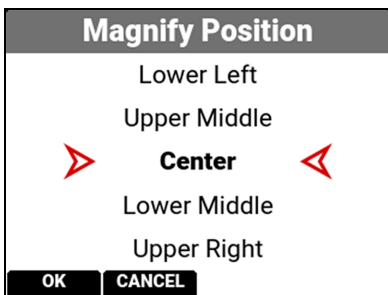 Magnify Position
Lower Left
Upper Middle
Center
Lower Middle
Upper Right
OK CANCEL